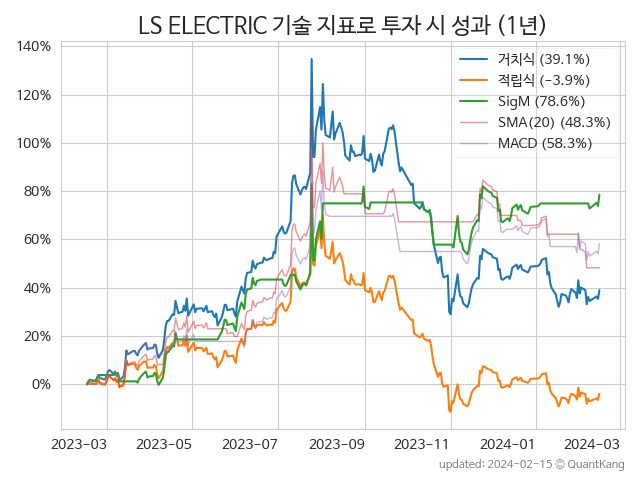 LS ELECTRIC 기술 지표로 투자 시 성과 (1년)
140%
120%
100%
80%
60%
40%
20%
0%
거치식 (39.1%)
적립식 (-3.9%)
SigM (78.6%)
SMA(20) (48.3%)
MACD (58.3%)
2023-03 2023-05 2023-07 2023-09 2023-11 2024-01 2024-03
updated: 2024-02-15 © QuantKang